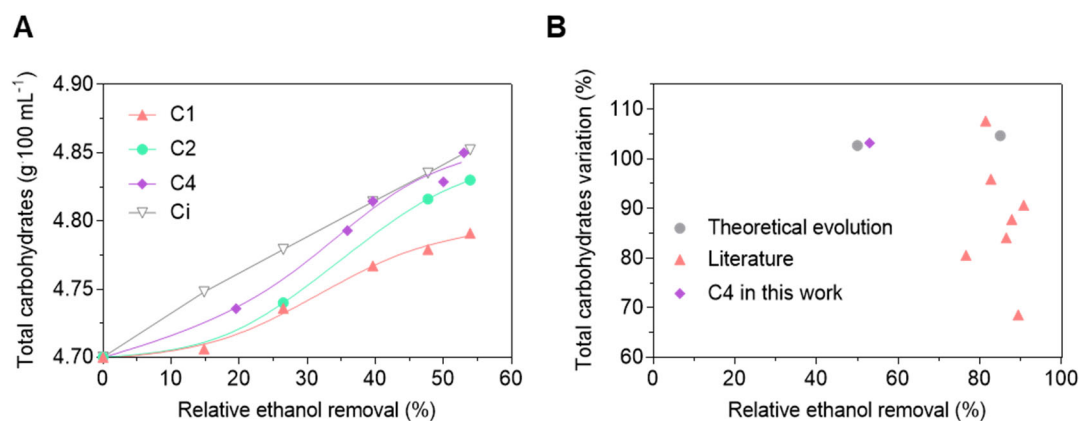 A
Total carbohydrates (g·100 mL⁻¹)
4.90
4.85
4.80
4.75
4.70
C1
C2
C4
Ci
0
10
20
30
40
50
60
Relative ethanol removal (%)
B
Total carbohydrates variation (%)
110
100
90
80
70
60
Theoretical evolution
Literature
C4 in this work
0
20
40
60
80
100
Relative ethanol removal (%)